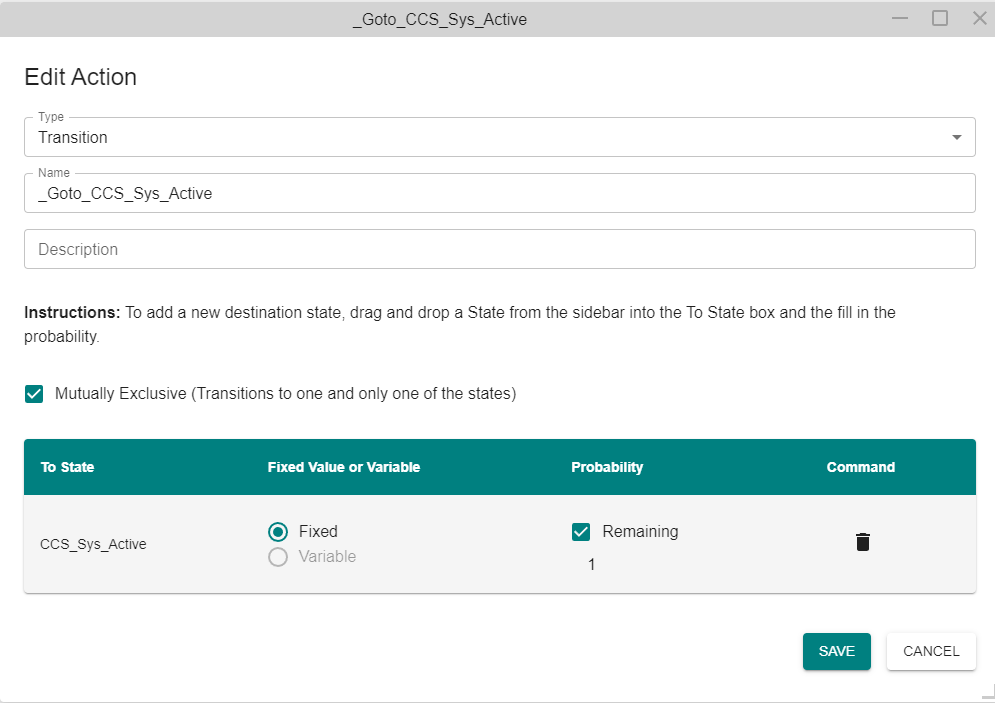 _Goto_CCS_Sys_Active
Edit Action
Type
Transition
Name
_Goto_CCS_Sys_Active
Description
Instructions: To add a new destination state, drag and drop a State from the sidebar into the To State box and the fill in the
probability.
Mutually Exclusive (Transitions to one and only one of the states)
To State Fixed Value or Variable Probability Command
CCS_Sys_Active
Fixed
Variable
Remaining
1
SAVE CANCEL